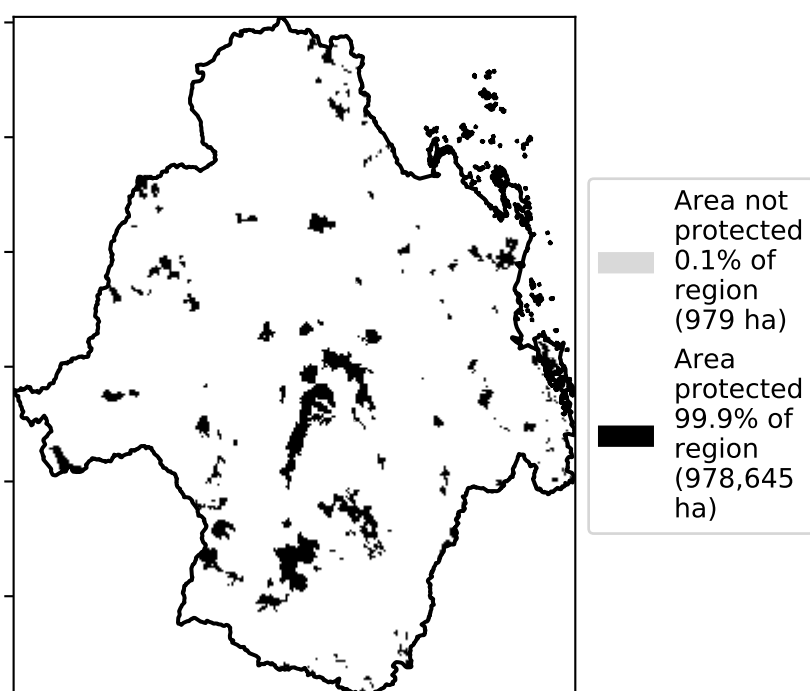 Area not
protected
0.1% of
region
(979 ha)
Area
protected
99.9% of
region
(978,645
ha)